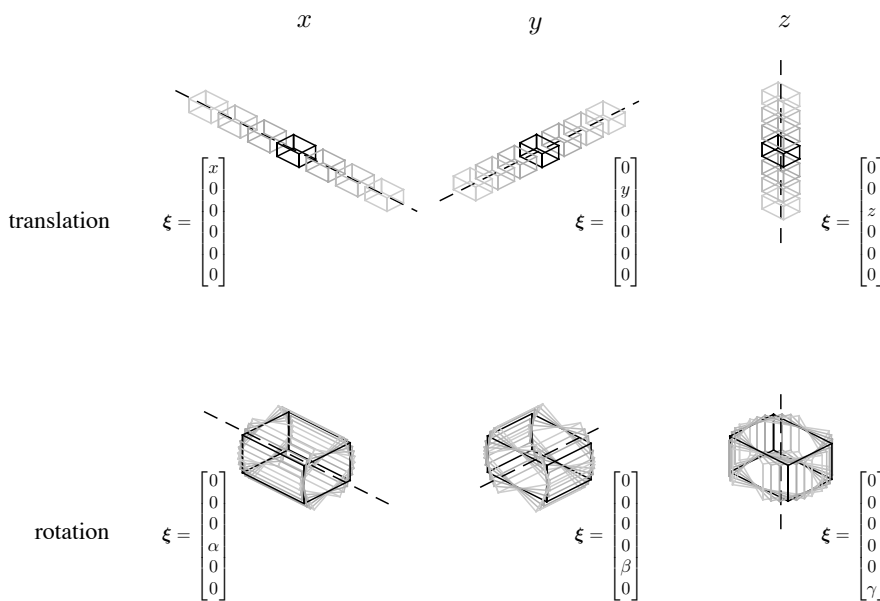 x y z
translation ξ = [x 0 0 0 0 0] ξ = [0 y 0 0 0 0] ξ = [0 0 z 0 0 0]
rotation ξ = [0 0 0 α 0 0] ξ = [0 0 0 0 β 0] ξ = [0 0 0 0 0 γ]